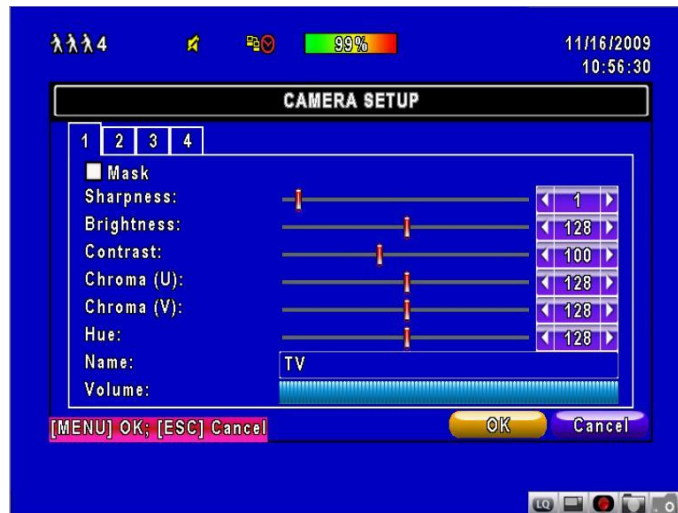 4
99%
11/16/2009
10:56:30
CAMERA SETUP
1 2 3 4
Mask
Sharpness: 1
Brightness: 128
Contrast: 100
Chroma (U): 128
Chroma (V): 128
Hue: 128
Name: TV
Volume:
[MENU] OK; [ESC] Cancel
OK Cancel
LQ